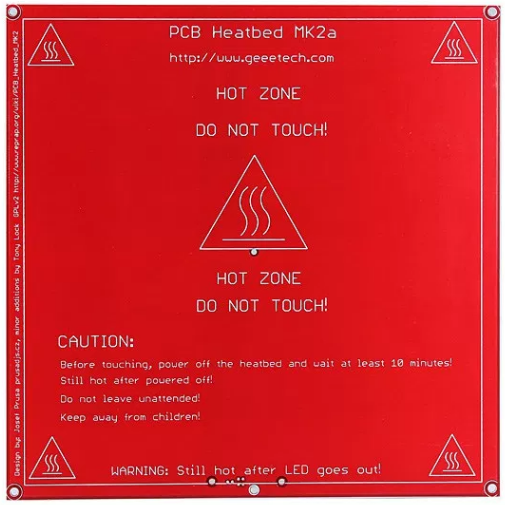 PCB Heatbed MK2a
http://www.geeetech.com
HOT ZONE
DO NOT TOUCH!
HOT ZONE
DO NOT TOUCH!
CAUTION:
Before touching, power off the heatbed and wait at least 10 minutes!
Still hot after powered off!
Do not leave unattended!
Keep away from children!
WARNING: Still hot after LED goes out!
Design by: Josef Prusa prusadjs.cz, minor additions by Tony Lock GPLv2 http://www.reprap.org/wiki/PCB_Heatbed_MK2